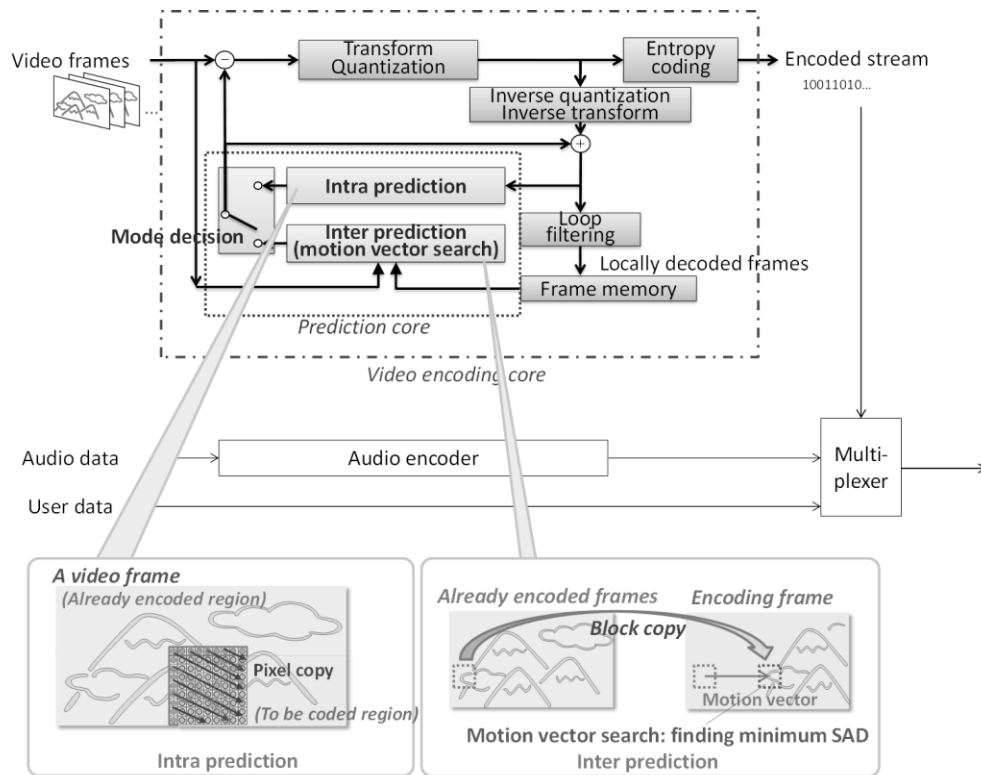 Video frames
Transform
Quantization
Entropy
coding
Encoded stream
10011010...
Inverse quantization
Inverse transform
Intra prediction
Mode decision
Inter prediction
(motion vector search)
Loop
filtering
Locally decoded frames
Frame memory
Prediction core
Video encoding core
Audio data
Audio encoder
Multi-
plexer
User data
A video frame
(Already encoded region)
Pixel copy
(To be coded region)
Intra prediction
Already encoded frames
Encoding frame
Block copy
Motion vector
Motion vector search: finding minimum SAD
Inter prediction